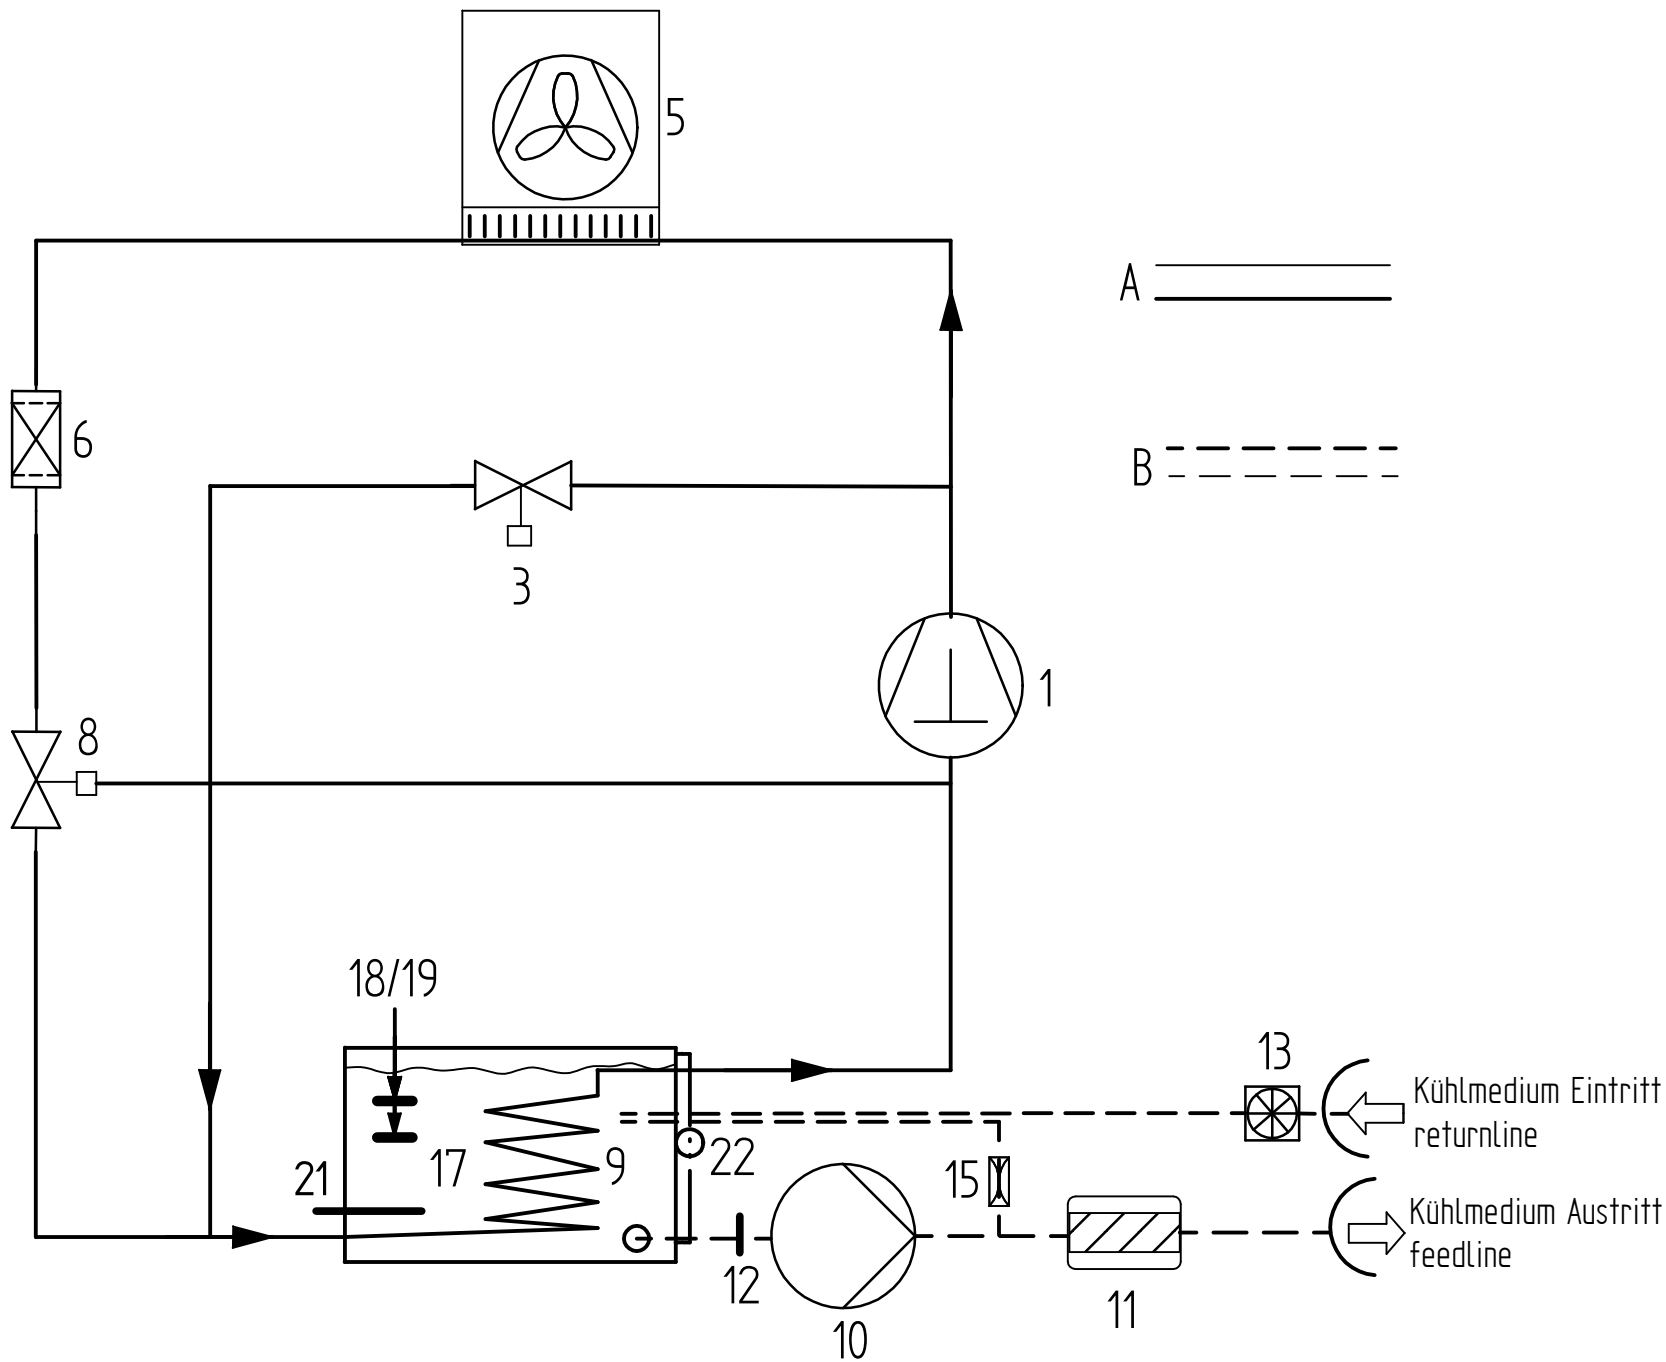 5
A
6
B
3
1
8
18/19
13
Kühlmedium Eintritt
returnline
17
9
22
15
21
Kühlmedium Austritt
feedline
12
11
10